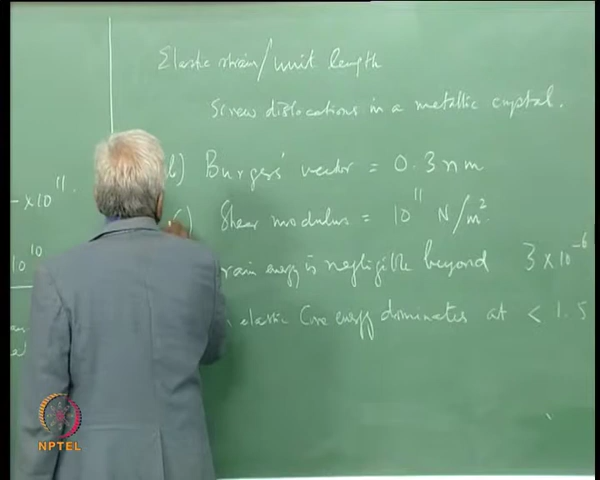 Elastic strain/unit length
Screw dislocations in a metallic crystal.
b) Burgers' vector = 0.3 nm
Shear modulus = 10^11 N/m^2
energy is negligible beyond 3 × 10^-6
elastic Core energy dominates at < 1.5
- × 10^11.
10^10
NPTEL